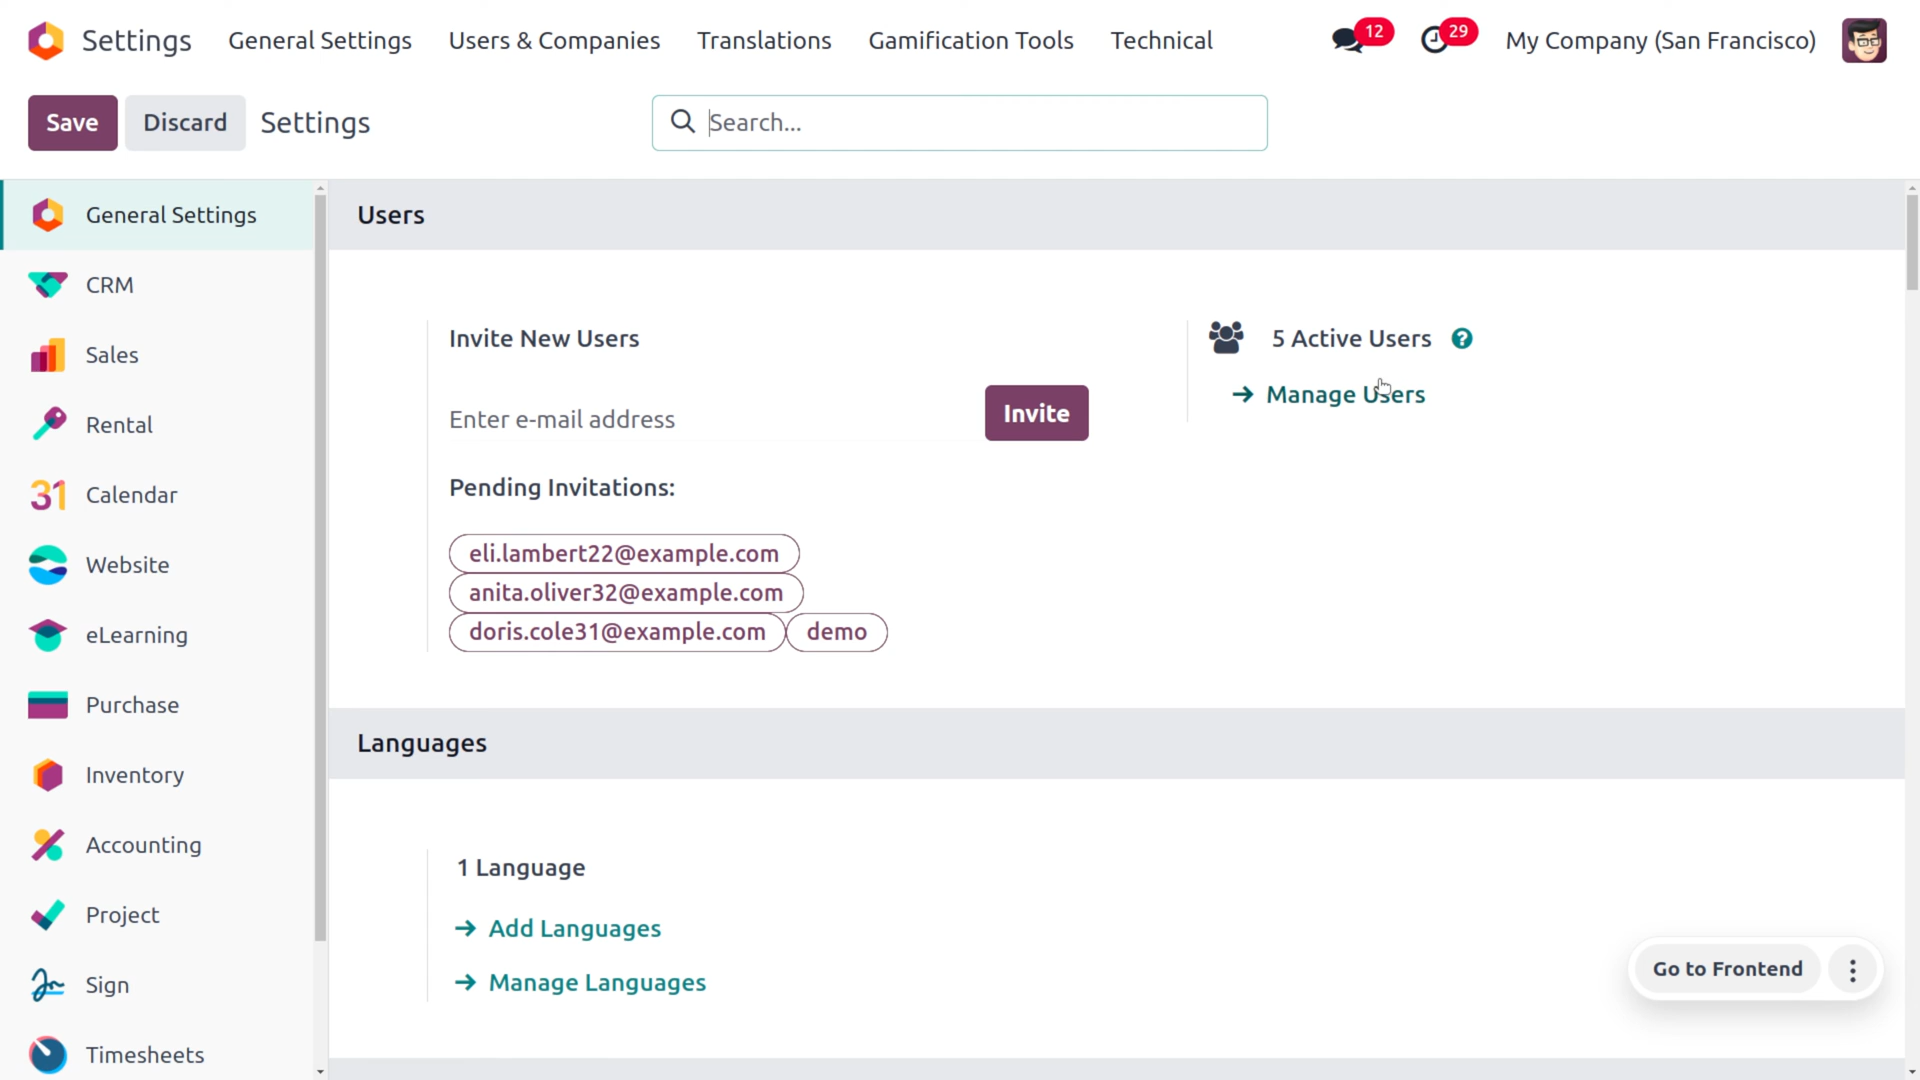 Settings General Settings Users & Companies Translations Gamification Tools Technical 12 29 My Company (San Francisco)
Save Discard Settings Search...
General Settings
CRM
Sales
Rental
31 Calendar
Website
eLearning
Purchase
Inventory
Accounting
Project
Sign
Timesheets
Users
Invite New Users
Enter e-mail address Invite
Pending Invitations:
eli.lambert22@example.com
anita.oliver32@example.com
doris.cole31@example.com demo
5 Active Users ?
→ Manage Users
Languages
1 Language
→ Add Languages
→ Manage Languages
Go to Frontend